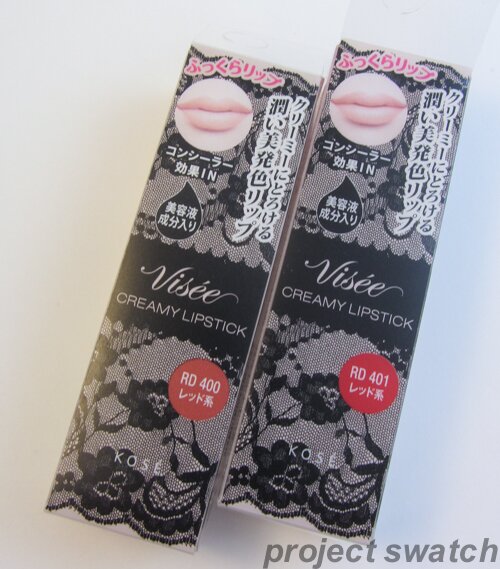 ふっくらリップ
クリーミーにとろける
潤い美発色リップ
コンシーラー
効果IN
美容液
成分入り
Visée
CREAMY LIPSTICK
RD 400
レッド系
KOSÉ
ふっくらリップ
クリーミーにとろける
潤い美発色リップ
コンシーラー
効果IN
美容液
成分入り
Visée
CREAMY LIPSTICK
RD 401
レッド系
KOSÉ
project swatch